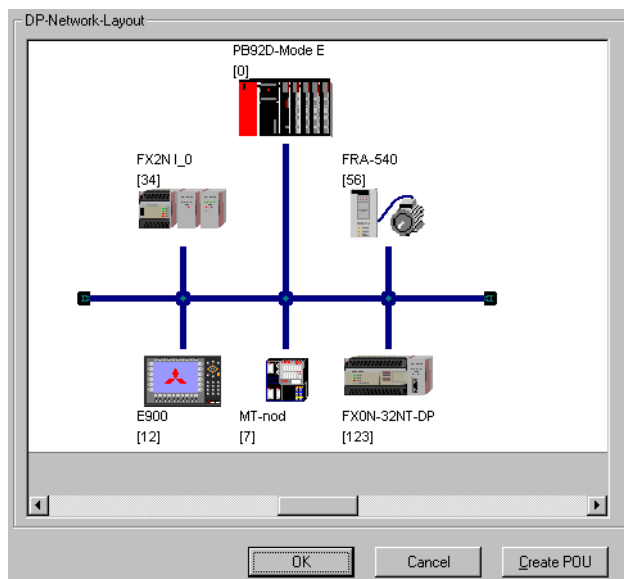 DP-Network-Layout
PB92D-Mode E
[0]
FX2N I_0
[34]
FRA-540
[56]
E900
[12]
MT-nod
[7]
FX0N-32NT-DP
[123]
OK
Cancel
Create POU